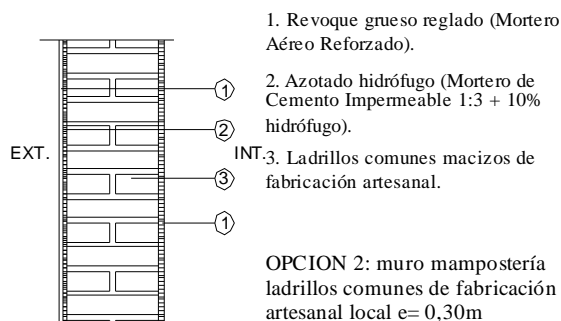 1. Revoque grueso reglado (Mortero
Aéreo Reforzado).
2. Azotado hidrófugo (Mortero de
Cemento Impermeable 1:3 + 10%
hidrófugo).
3. Ladrillos comunes macizos de
fabricación artesanal.
EXT.
INT.
1
2
3
1
OPCION 2: muro mampostería
ladrillos comunes de fabricación
artesanal local e= 0,30m